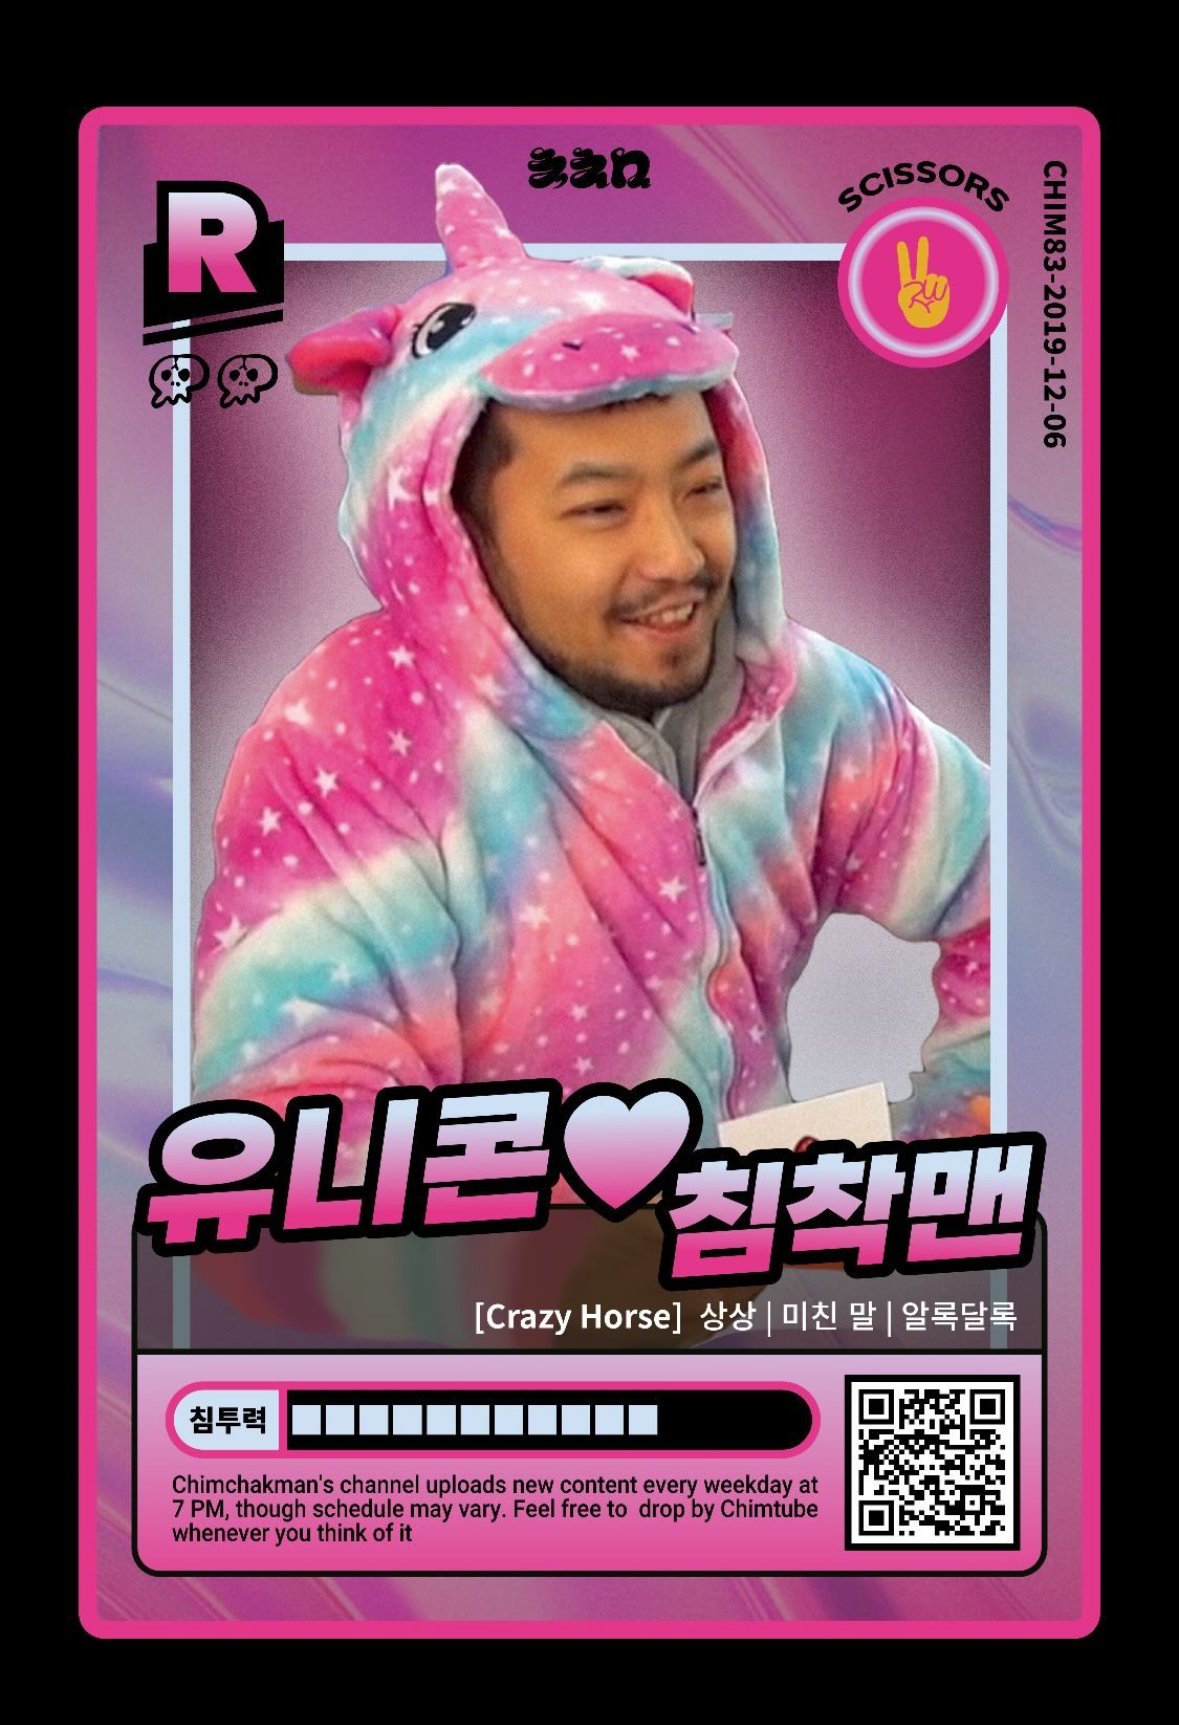 R
SCISSORS
CHIM83-2019-12-06
유니콘♥침착맨
[Crazy Horse] 상상 | 미친 말 | 알록달록
침투력
Chimchakman's channel uploads new content every weekday at
7 PM, though schedule may vary. Feel free to drop by Chimtube
whenever you think of it